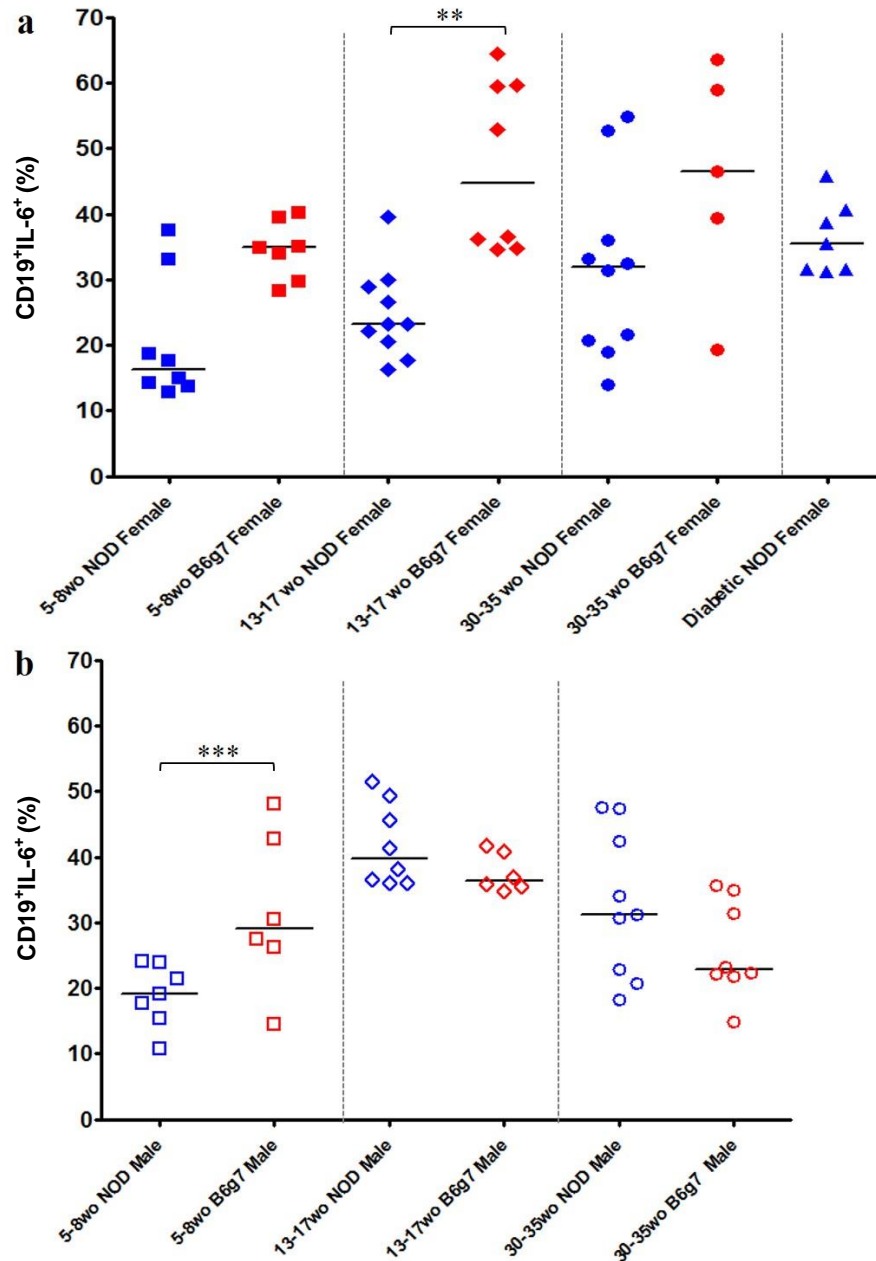 a
**
70
60
50
40
30
20
10
0
CD19⁺IL-6⁺ (%)
5-8wo NOD Female
5-8wo B6g7 Female
13-17 wo NOD Female
13-17 wo B6g7 Female
30-35 wo NOD Female
30-35 wo B6g7 Female
Diabetic NOD Female
b
***
70
60
50
40
30
20
10
0
CD19⁺IL-6⁺ (%)
5-8wo NOD Male
5-8wo B6g7 Male
13-17wo NOD Male
13-17wo B6g7 Male
30-35wo NOD Male
30-35wo B6g7 Male